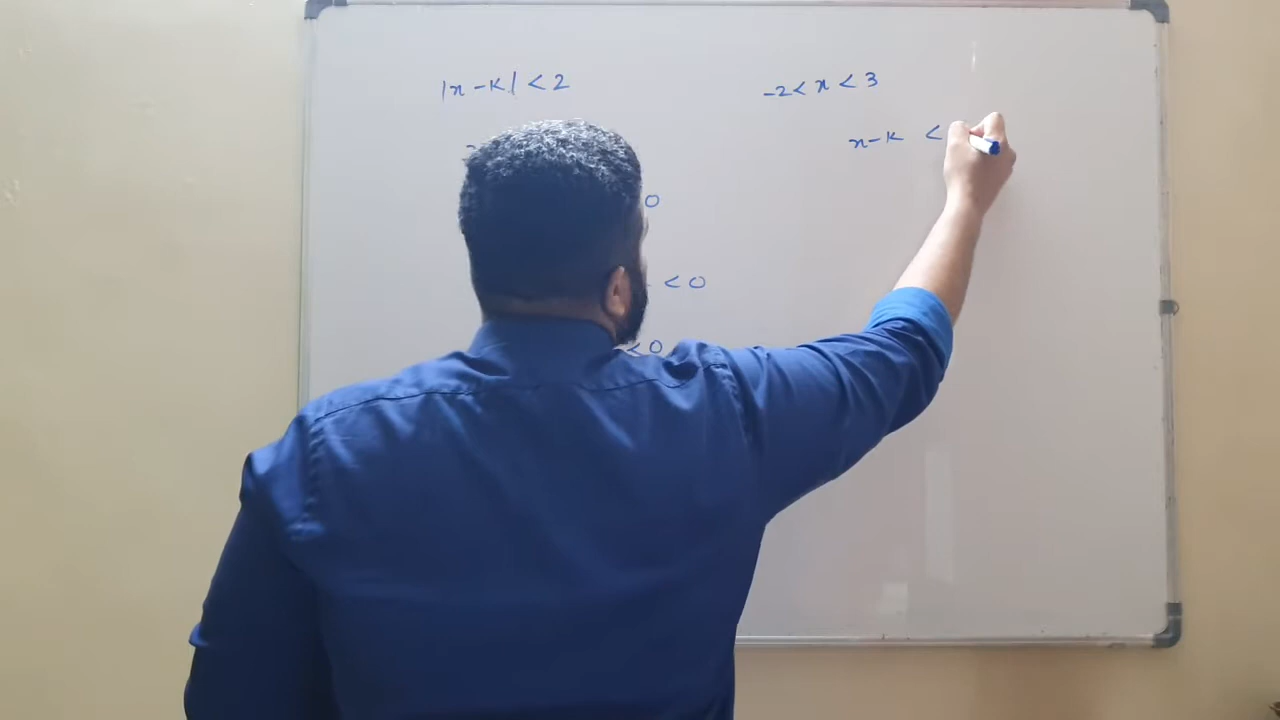 |x - k| < 2
0
< 0
< 0
-2 < x < 3
x - k <